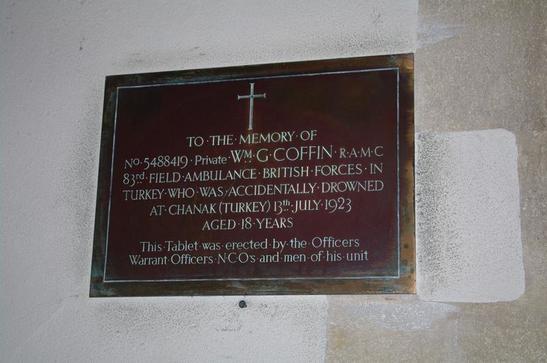 TO·THE·MEMORY·OF
No·5488419·Private·WM·G·COFFIN·R·A·M·C
83rd·FIELD·AMBULANCE·BRITISH·FORCES·IN
TURKEY·WHO·WAS·ACCIDENTALLY·DROWNED
AT·CHANAK·(TURKEY)·13th·JULY·1923
AGED·18·YEARS
This·Tablet·was·erected·by·the·Officers
Warrant·Officers·N.C.O's·and·men·of·his·unit